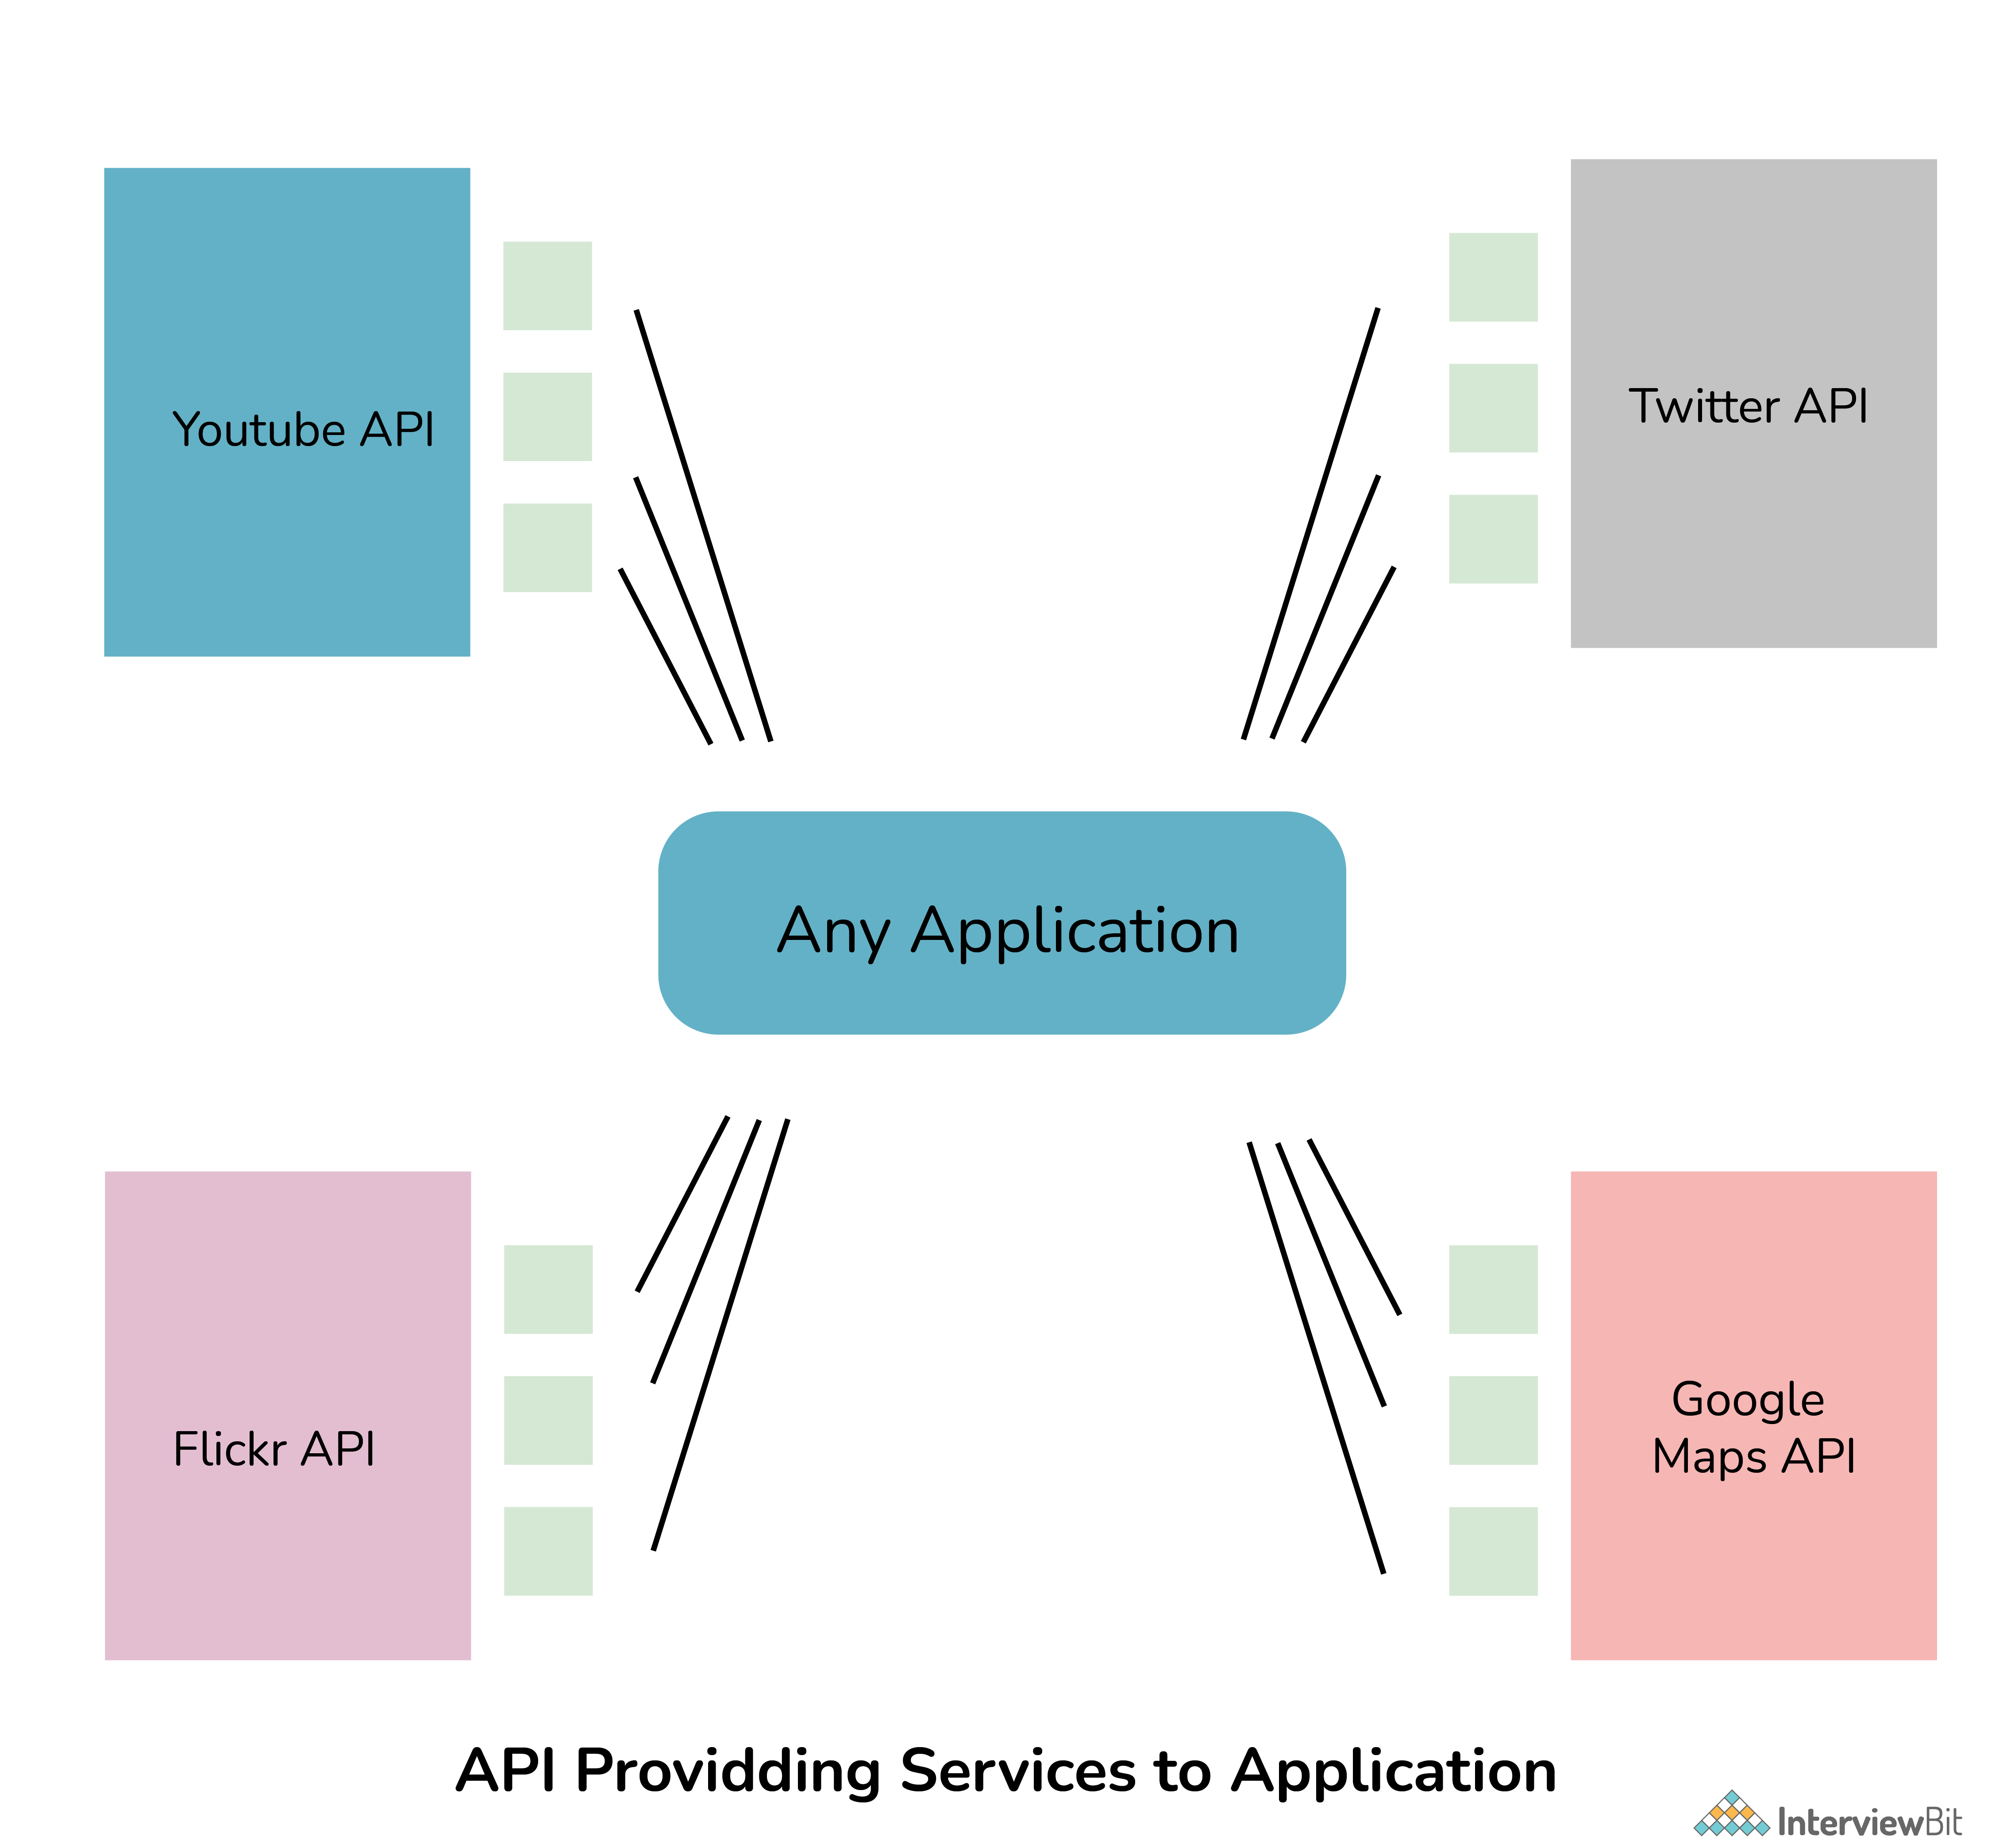 Youtube API
Twitter API
Any Application
Flickr API
Google
Maps API
API Providding Services to Application
InterviewBit